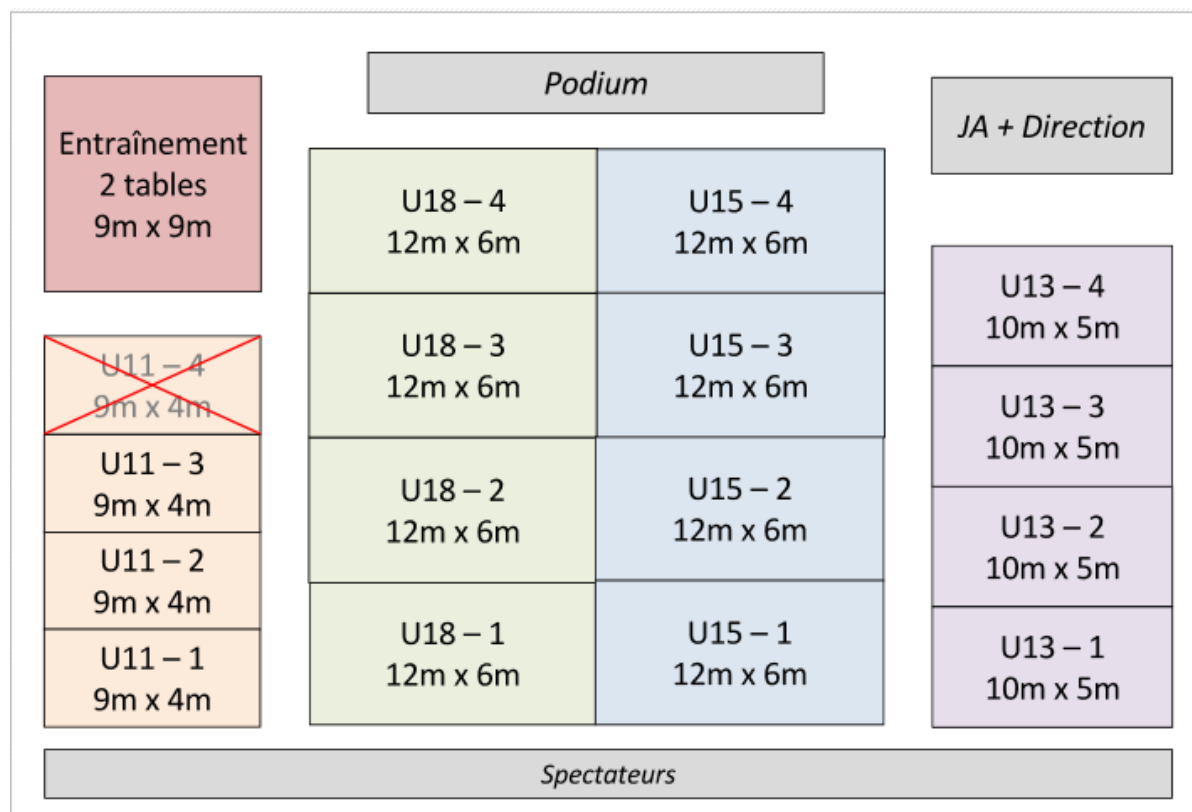 Podium
Entraînement
2 tables
9m x 9m
JA + Direction
U18 – 4
12m x 6m
U15 – 4
12m x 6m
U13 – 4
10m x 5m
U11 – 4
9m x 4m
U18 – 3
12m x 6m
U15 – 3
12m x 6m
U13 – 3
10m x 5m
U11 – 3
9m x 4m
U18 – 2
12m x 6m
U15 – 2
12m x 6m
U13 – 2
10m x 5m
U11 – 2
9m x 4m
U18 – 1
12m x 6m
U15 – 1
12m x 6m
U13 – 1
10m x 5m
U11 – 1
9m x 4m
Spectateurs